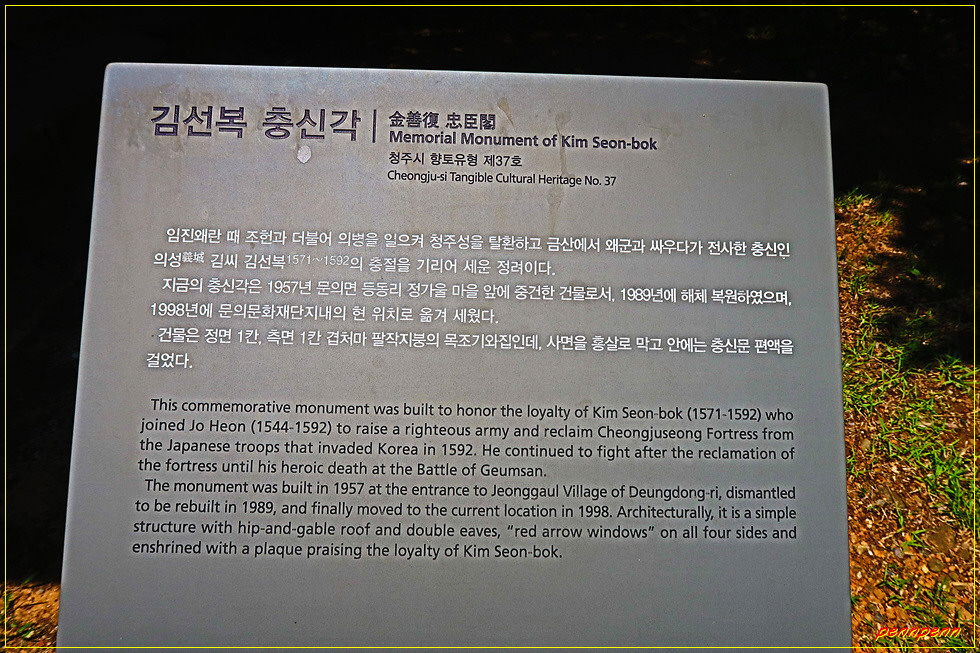 김선복 충신각
金善復 忠臣閣
Memorial Monument of Kim Seon-bok
청주시 향토유형 제37호
Cheongju-si Tangible Cultural Heritage No. 37
임진왜란 때 조헌과 더불어 의병을 일으켜 청주성을 탈환하고 금산에서 왜군과 싸우다가 전사한 충신인
의성義城 김씨 김선복1571~1592의 충절을 기리어 세운 정려이다.
지금의 충신각은 1957년 문의면 등동리 정가울 마을 앞에 중건한 건물로서, 1989년에 해체 복원하였으며,
1998년에 문의문화재단지내의 현 위치로 옮겨 세웠다.
건물은 정면 1칸, 측면 1칸 겹처마 팔작지붕의 목조기와집인데, 사면을 홍살로 막고 안에는 충신문 편액을
걸었다.
This commemorative monument was built to honor the loyalty of Kim Seon-bok (1571-1592) who
joined Jo Heon (1544-1592) to raise a righteous army and reclaim Cheongjuseong Fortress from
the Japanese troops that invaded Korea in 1592. He continued to fight after the reclamation of
the fortress until his heroic death at the Battle of Geumsan.
The monument was built in 1957 at the entrance to Jeonggaul Village of Deungdong-ri, dismantled
to be rebuilt in 1989, and finally moved to the current location in 1998. Architecturally, it is a simple
structure with hip-and-gable roof and double eaves, “red arrow windows” on all four sides and
enshrined with a plaque praising the loyalty of Kim Seon-bok.
pennpenn